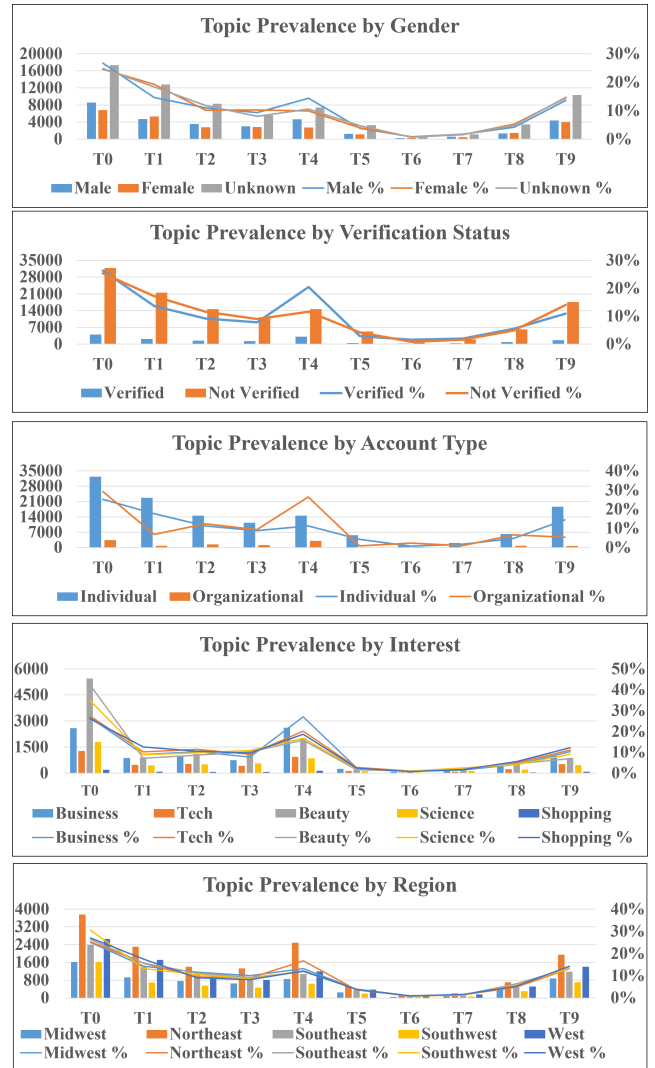 Topic Prevalence by Gender
20000 30%
16000
12000 20%
8000 10%
4000
0 0%
T0 T1 T2 T3 T4 T5 T6 T7 T8 T9
Male Female Unknown Male % Female % Unknown %
Topic Prevalence by Verification Status
35000 30%
28000
21000 20%
14000 10%
7000
0 0%
T0 T1 T2 T3 T4 T5 T6 T7 T8 T9
Verified Not Verified Verified % Not Verified %
Topic Prevalence by Account Type
35000 40%
28000 30%
21000 20%
14000
7000 10%
0 0%
T0 T1 T2 T3 T4 T5 T6 T7 T8 T9
Individual Organizational Individual % Organizational %
Topic Prevalence by Interest
6000 50%
4500 40%
3000 30%
20%
1500 10%
0 0%
T0 T1 T2 T3 T4 T5 T6 T7 T8 T9
Business Tech Beauty Science Shopping
Business % Tech % Beauty % Science % Shopping %
Topic Prevalence by Region
4000 40%
3200 30%
2400 20%
1600
800 10%
0 0%
T0 T1 T2 T3 T4 T5 T6 T7 T8 T9
Midwest Northeast Southeast Southwest West
Midwest % Northeast % Southeast % Southwest % West %